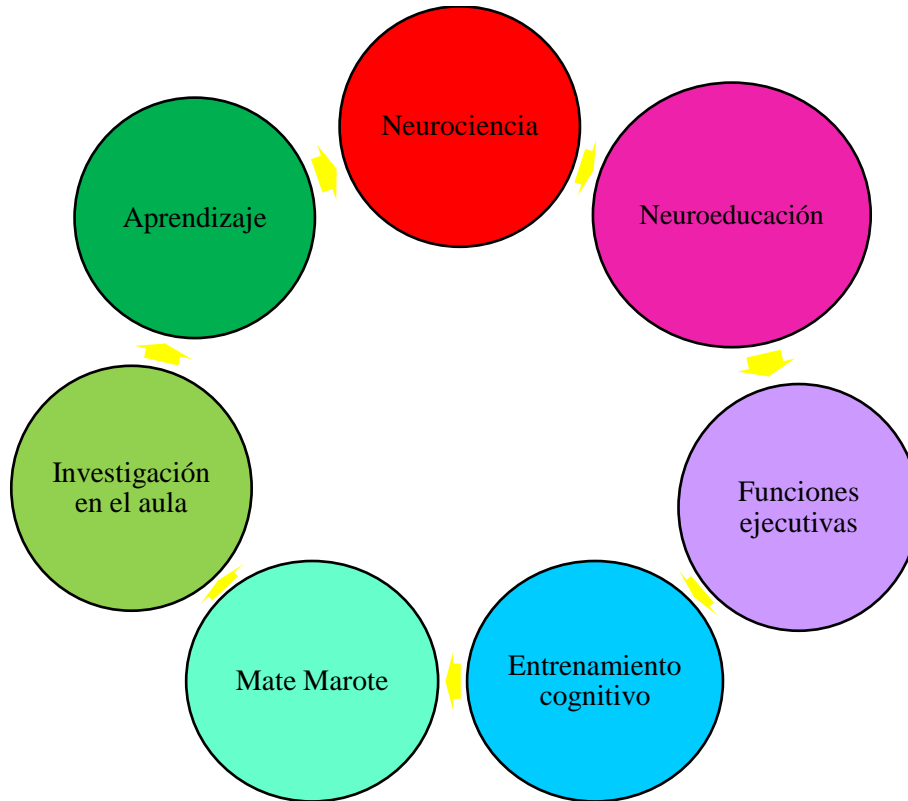 Neurociencia
Neuroeducación
Funciones
ejecutivas
Entrenamiento
cognitivo
Mate Marote
Investigación
en el aula
Aprendizaje